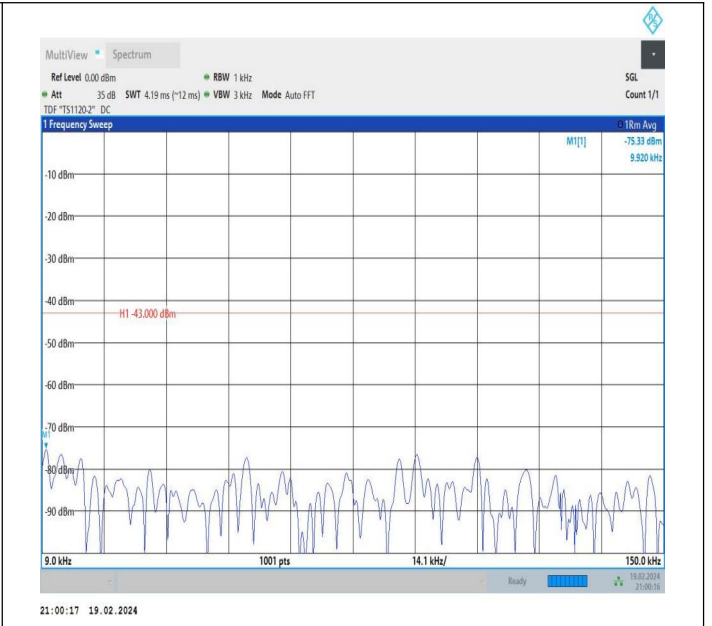 R&S
MultiView Spectrum
Ref Level 0.00 dBm RBW 1 kHz SGL
Att 35 dB SWT 4.19 ms (~12 ms) VBW 3 kHz Mode Auto FFT Count 1/1
TDF "TS1120-2" DC
1 Frequency Sweep 1Rm Avg
M1[1] -75.33 dBm
9.920 kHz
-10 dBm
-20 dBm
-30 dBm
-40 dBm
H1 -43.000 dBm
-50 dBm
-60 dBm
-70 dBm
M1
-80 dBm
-90 dBm
9.0 kHz 1001 pts 14.1 kHz/ 150.0 kHz
Ready 19.02.2024
21:00:16
21:00:17 19.02.2024